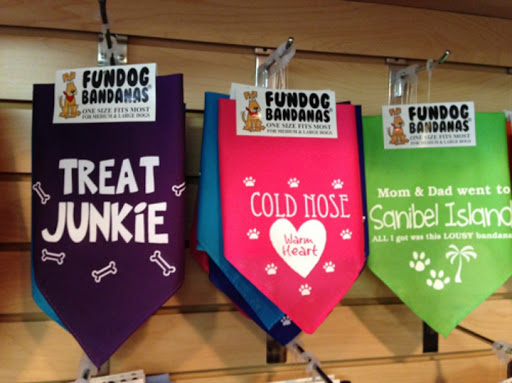 FUNDOG
BANDANAS
ONE SIZE FITS MOST
FOR MEDIUM & LARGE DOGS
TREAT
JUNKiE
FUNDOG
BANDANAS
ONE SIZE FITS MOST
FOR MEDIUM & LARGE DOGS
COLD NOSE
Warm
Heart
FUNDOG
BANDANAS
ONE SIZE FITS MOST
FOR MEDIUM & LARGE DOGS
Mom & Dad went to
Sanibel Island
ALL I got was this LOUSY bandana